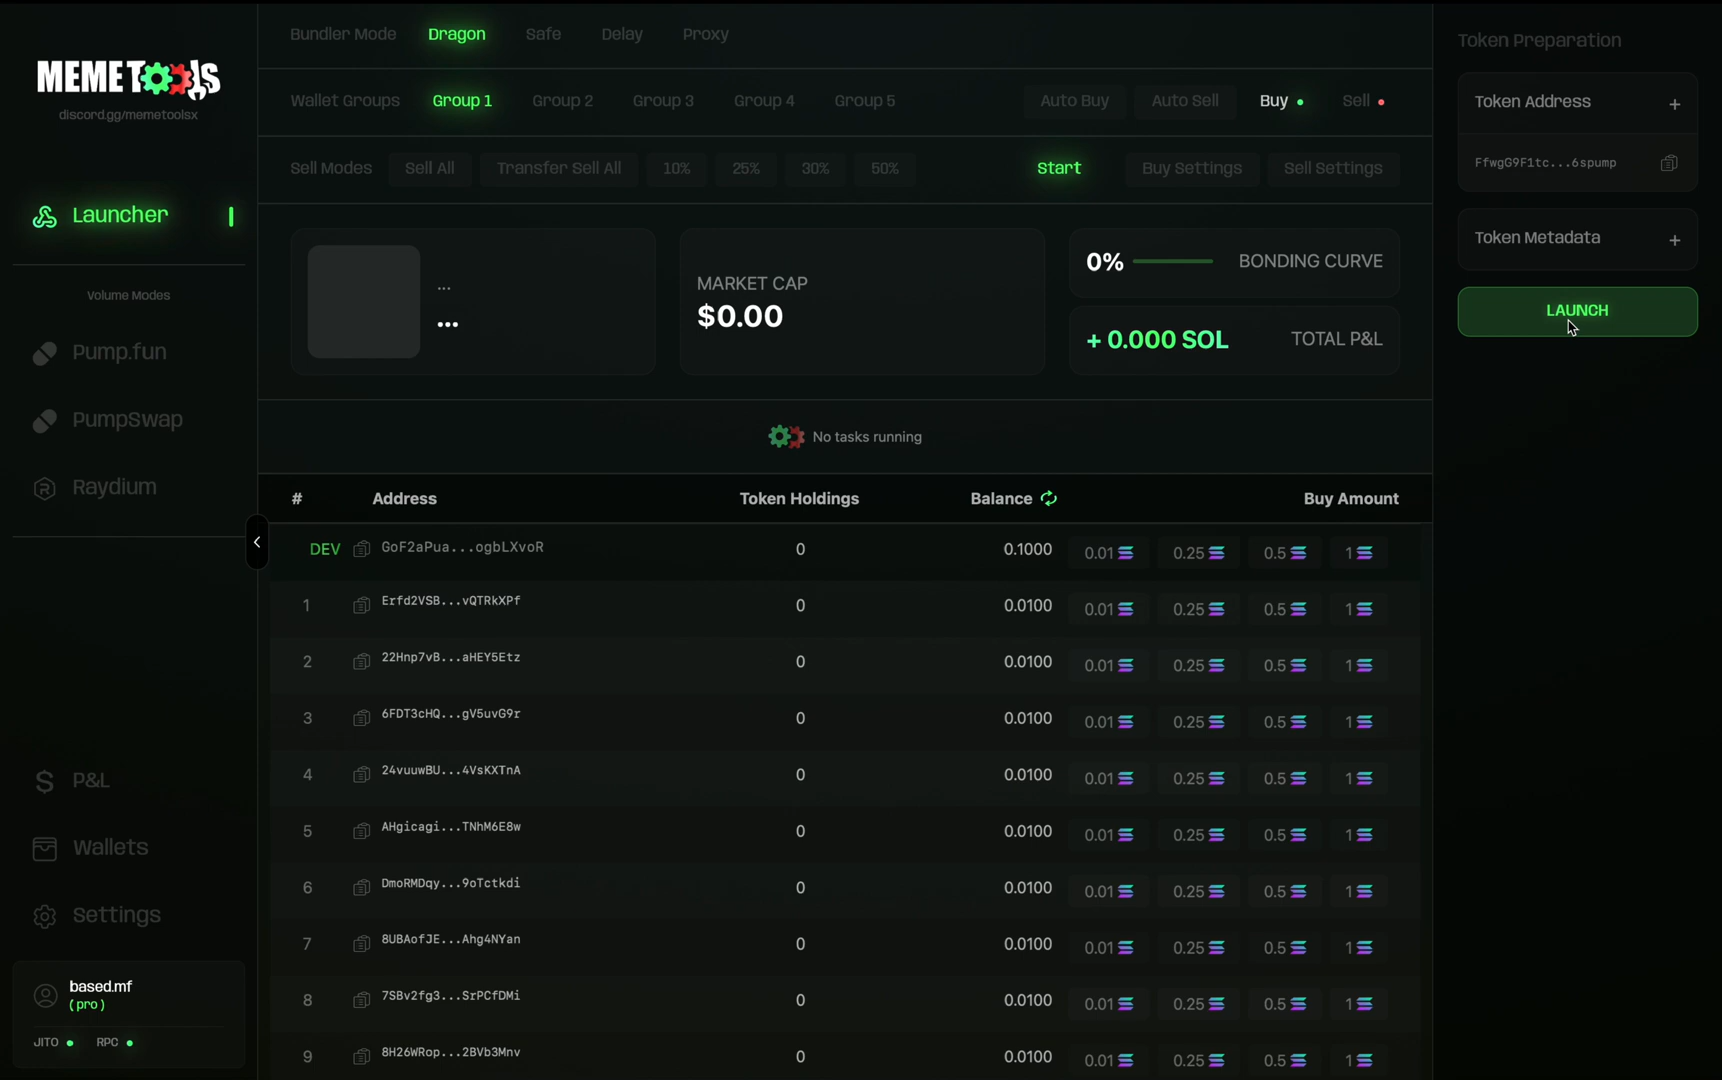 MEMETOOLS
discord.gg/memetoolsx
Launcher
Volume Modes
Pump.fun
PumpSwap
Raydium
P&L
Wallets
Settings
based.mf
(pro)
JITO RPC
Bundler Mode Dragon Safe Delay Proxy
Wallet Groups Group 1 Group 2 Group 3 Group 4 Group 5 Auto Buy Auto Sell Buy Sell
Sell Modes Sell All Transfer Sell All 10% 25% 30% 50% Start Buy Settings Sell Settings
...
...
MARKET CAP
$0.00
0% BONDING CURVE
+ 0.000 SOL TOTAL P&L
No tasks running
# Address Token Holdings Balance Buy Amount
DEV GoF2aPua...ogbLXvoR 0 0.1000 0.01 0.25 0.5 1
1 Erfd2VSB...vQTRkXPf 0 0.0100 0.01 0.25 0.5 1
2 22Hnp7vB...aHEY5Etz 0 0.0100 0.01 0.25 0.5 1
3 6FDT3cHQ...gV5uvG9r 0 0.0100 0.01 0.25 0.5 1
4 24vuuwBU...4VsKXTnA 0 0.0100 0.01 0.25 0.5 1
5 AHgicagi...TNhM6E8w 0 0.0100 0.01 0.25 0.5 1
6 DmoRMDqy...9oTctkdi 0 0.0100 0.01 0.25 0.5 1
7 8UBAofJE...Ahg4NYan 0 0.0100 0.01 0.25 0.5 1
8 7SBv2fg3...SrPCfDMi 0 0.0100 0.01 0.25 0.5 1
9 8H26WRop...2BVb3Mnv 0 0.0100 0.01 0.25 0.5 1
Token Preparation
Token Address +
FfwgG9F1tc...6spump
Token Metadata +
LAUNCH